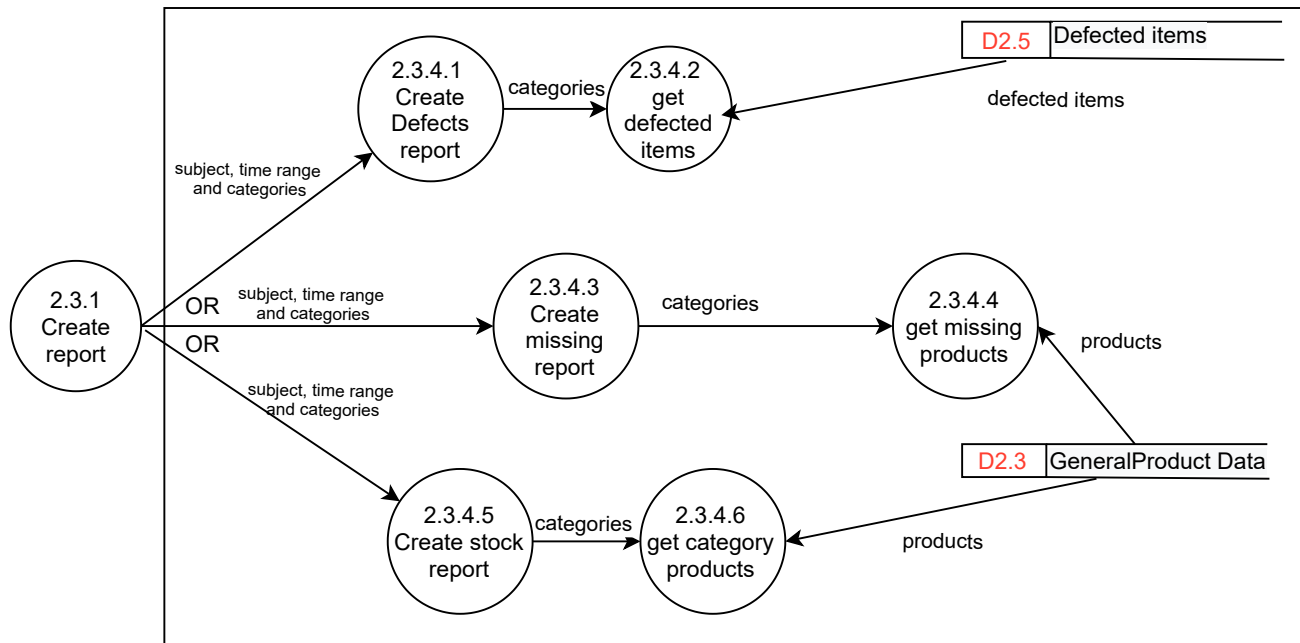 D2.5
Defected items
2.3.4.1
Create
Defects
report
categories
2.3.4.2
get
defected
items
defected items
subject, time range
and categories
2.3.1
Create
report
OR
subject, time range
and categories
2.3.4.3
Create
missing
report
categories
2.3.4.4
get missing
products
products
OR
subject, time range
and categories
D2.3
GeneralProduct Data
2.3.4.5
Create stock
report
categories
2.3.4.6
get category
products
products